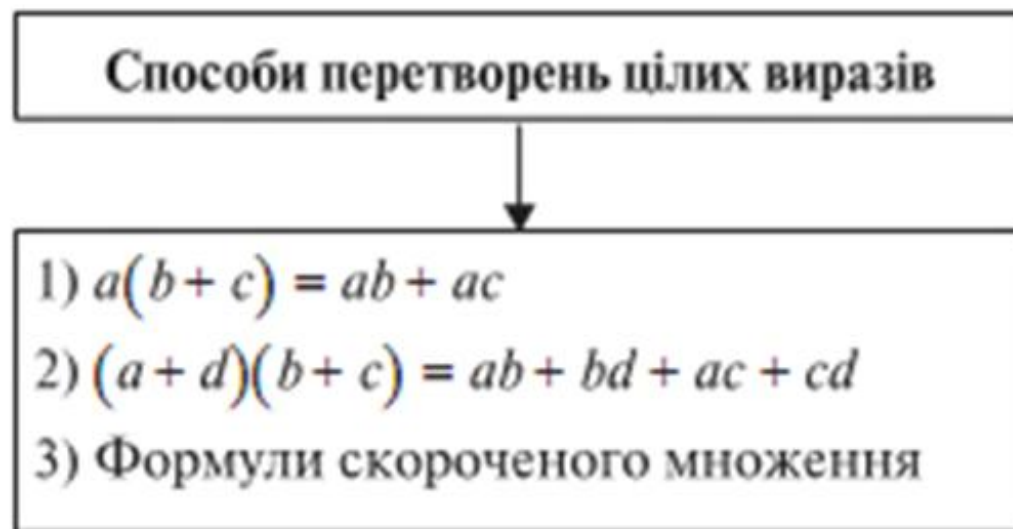 Способи перетворень цілих виразів
1) a(b + c) = ab + ac
2) (a + d)(b + c) = ab + bd + ac + cd
3) Формули скороченого множення